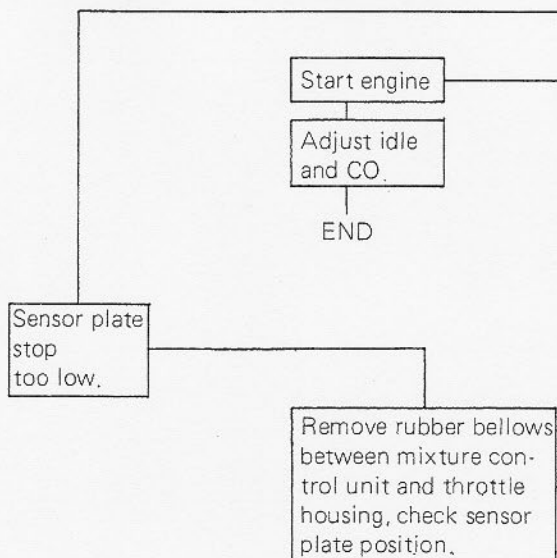 Start engine
Adjust idle
and CO.
END
Sensor plate
stop
too low.
Remove rubber bellows
between mixture con-
trol unit and throttle
housing, check sensor
plate position.